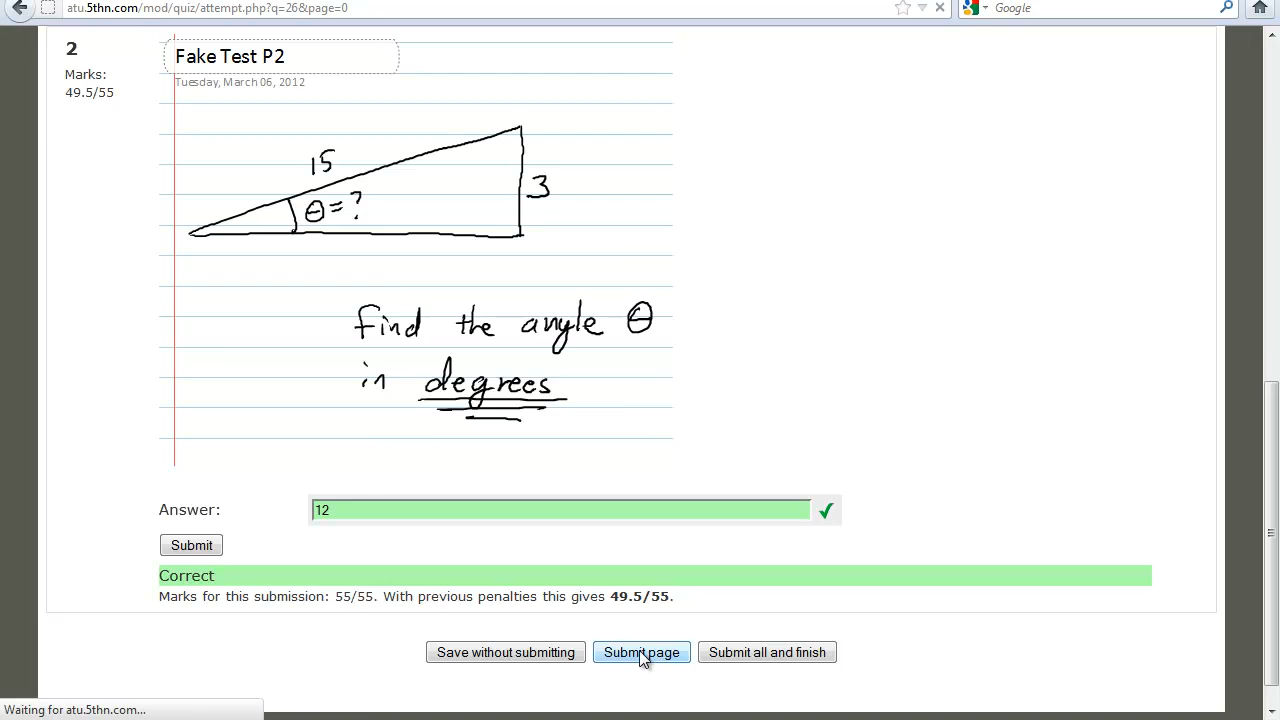 atu.5thn.com/mod/quiz/attempt.php?q=26&page=0
Google
2
Marks:
49.5/55
Fake Test P2
Tuesday, March 06, 2012
15
3
θ=?
find the angle θ
in degrees
Answer:
12
Submit
Correct
Marks for this submission: 55/55. With previous penalties this gives 49.5/55.
Save without submitting
Submit page
Submit all and finish
Waiting for atu.5thn.com...